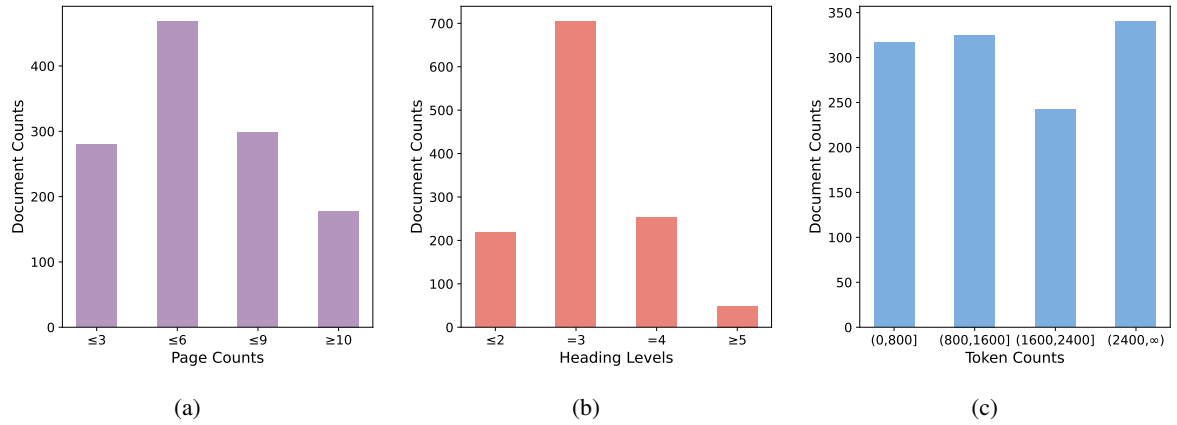 Document Counts
400
300
200
100
0
≤3 ≤6 ≤9 ≥10
Page Counts
(a)
Document Counts
700
600
500
400
300
200
100
0
≤2 =3 =4 ≥5
Heading Levels
(b)
Document Counts
350
300
250
200
150
100
50
0
(0,800] (800,1600] (1600,2400] (2400,∞)
Token Counts
(c)